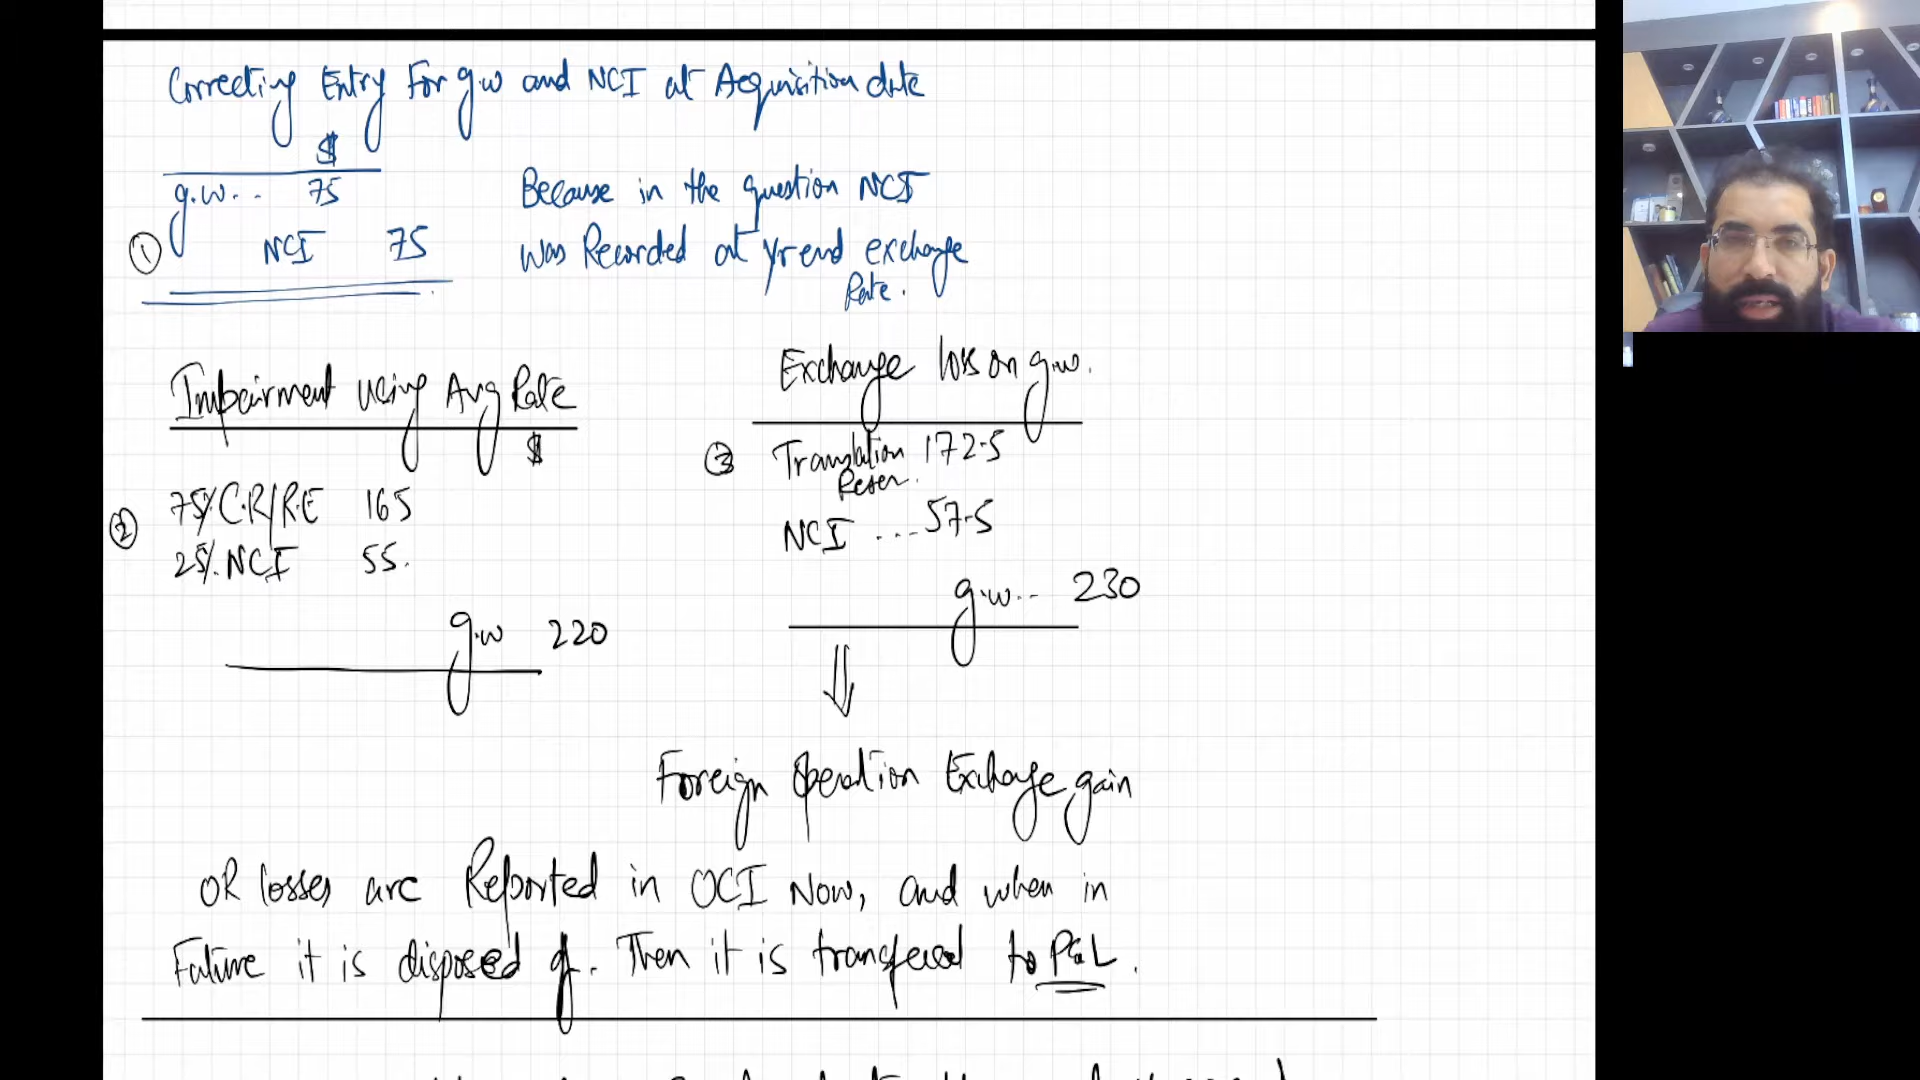 Correcting Entry For g.w and NCI at Acquisition date
$
g.w... 75
① NCI 75
Because in the question NCI
was Recorded at yr end exchange
Rate.
Impairment using Avg Rate
$
② 75% C.R/R.E 165
25% NCI 55.
g.w 220
Exchange loss on g.w.
③ Translation 172.5
Reser.
NCI ... 57.5
g.w... 230
Foreign operation Exchange gain
OR losses are Reported in OCI Now, and when in
Future it is disposed of. Then it is transfered to P&L.